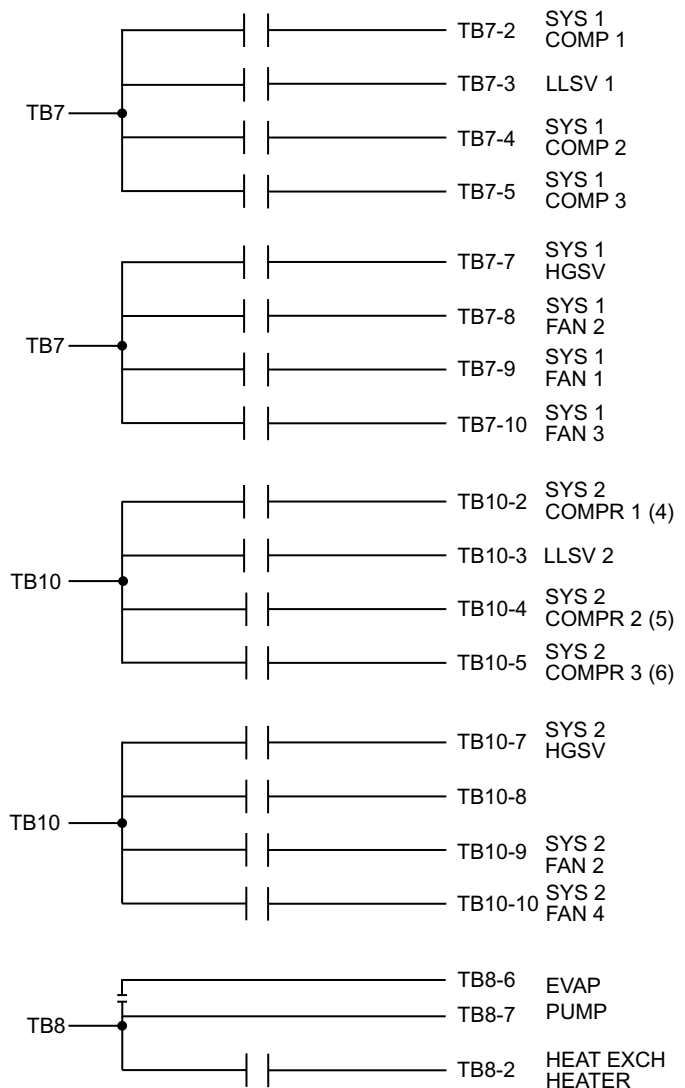 TB7-2 SYS 1
COMP 1
TB7-3 LLSV 1
TB7
TB7-4 SYS 1
COMP 2
TB7-5 SYS 1
COMP 3
TB7-7 SYS 1
HGSV
TB7-8 SYS 1
FAN 2
TB7
TB7-9 SYS 1
FAN 1
TB7-10 SYS 1
FAN 3
TB10-2 SYS 2
COMPR 1 (4)
TB10-3 LLSV 2
TB10
TB10-4 SYS 2
COMPR 2 (5)
TB10-5 SYS 2
COMPR 3 (6)
TB10-7 SYS 2
HGSV
TB10-8
TB10
TB10-9 SYS 2
FAN 2
TB10-10 SYS 2
FAN 4
TB8-6 EVAP
TB8-7 PUMP
TB8
TB8-2 HEAT EXCH
HEATER